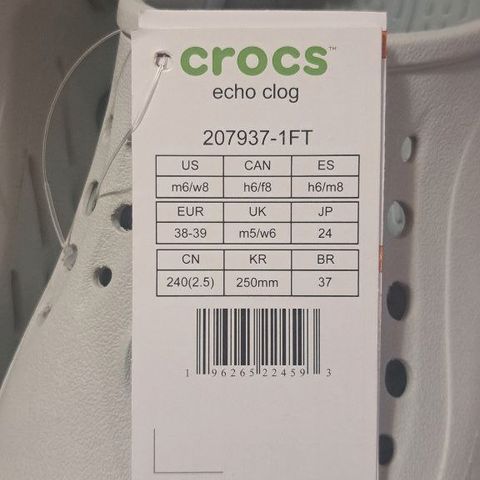 crocs™
echo clog
207937-1FT
US CAN ES
m6/w8 h6/f8 h6/m8
EUR UK JP
38-39 m5/w6 24
CN KR BR
240(2.5) 250mm 37
1 96265 22459 3